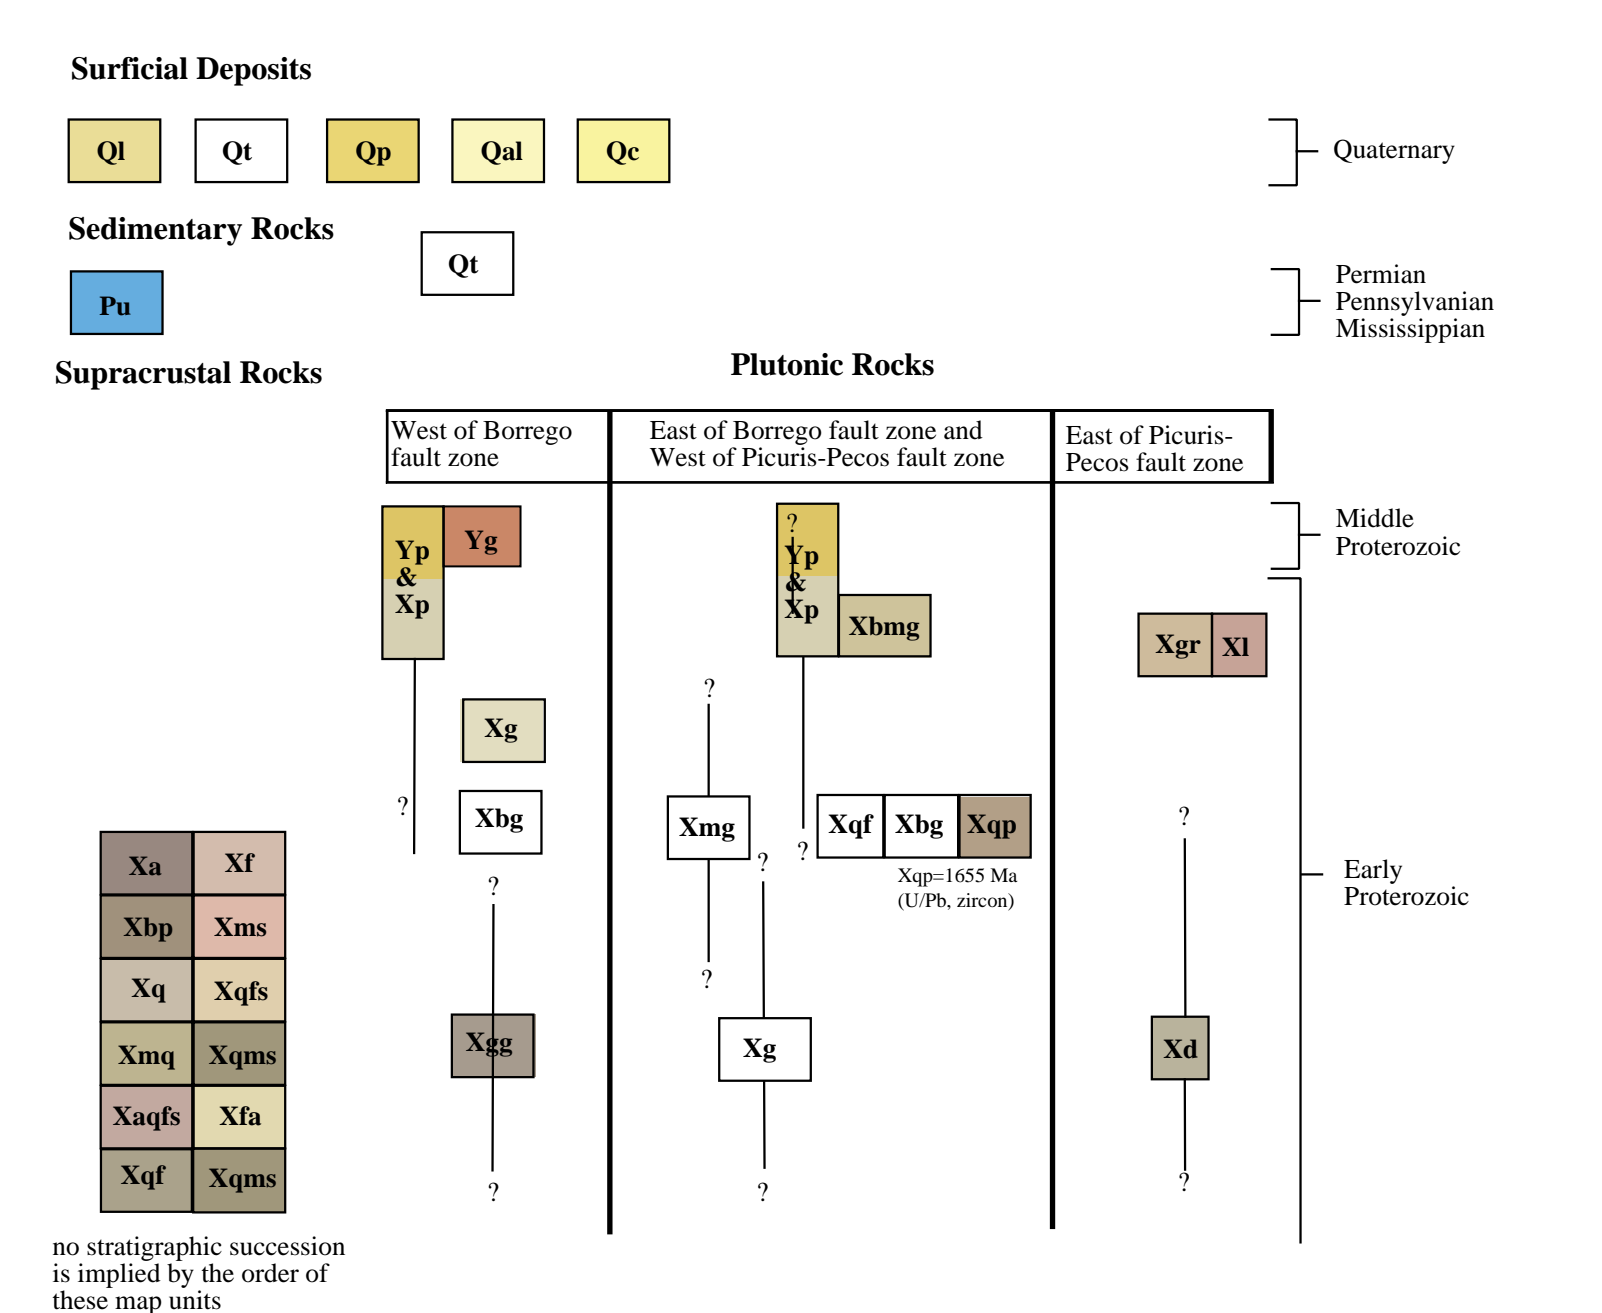 Surficial Deposits
Ql Qt Qp Qal Qc
Quaternary
Sedimentary Rocks
Qt
Pu
Permian
Pennsylvanian
Mississippian
Supracrustal Rocks
Plutonic Rocks
West of Borrego
fault zone
East of Borrego fault zone and
West of Picuris-Pecos fault zone
East of Picuris-
Pecos fault zone
Yp
&
Xp
Yg
?
Yp
&
Xp
Xbmg
Middle
Proterozoic
Xgr Xl
?
Xg
?
Xbg
Xmg
?
?
Xqf Xbg Xqp
Xqp=1655 Ma
(U/Pb, zircon)
?
Early
Proterozoic
Xa Xf
Xbp Xms
Xq Xqfs
Xmq Xqms
Xaqfs Xfa
Xqf Xqms
?
Xgg
?
?
Xg
?
Xd
?
no stratigraphic succession
is implied by the order of
these map units